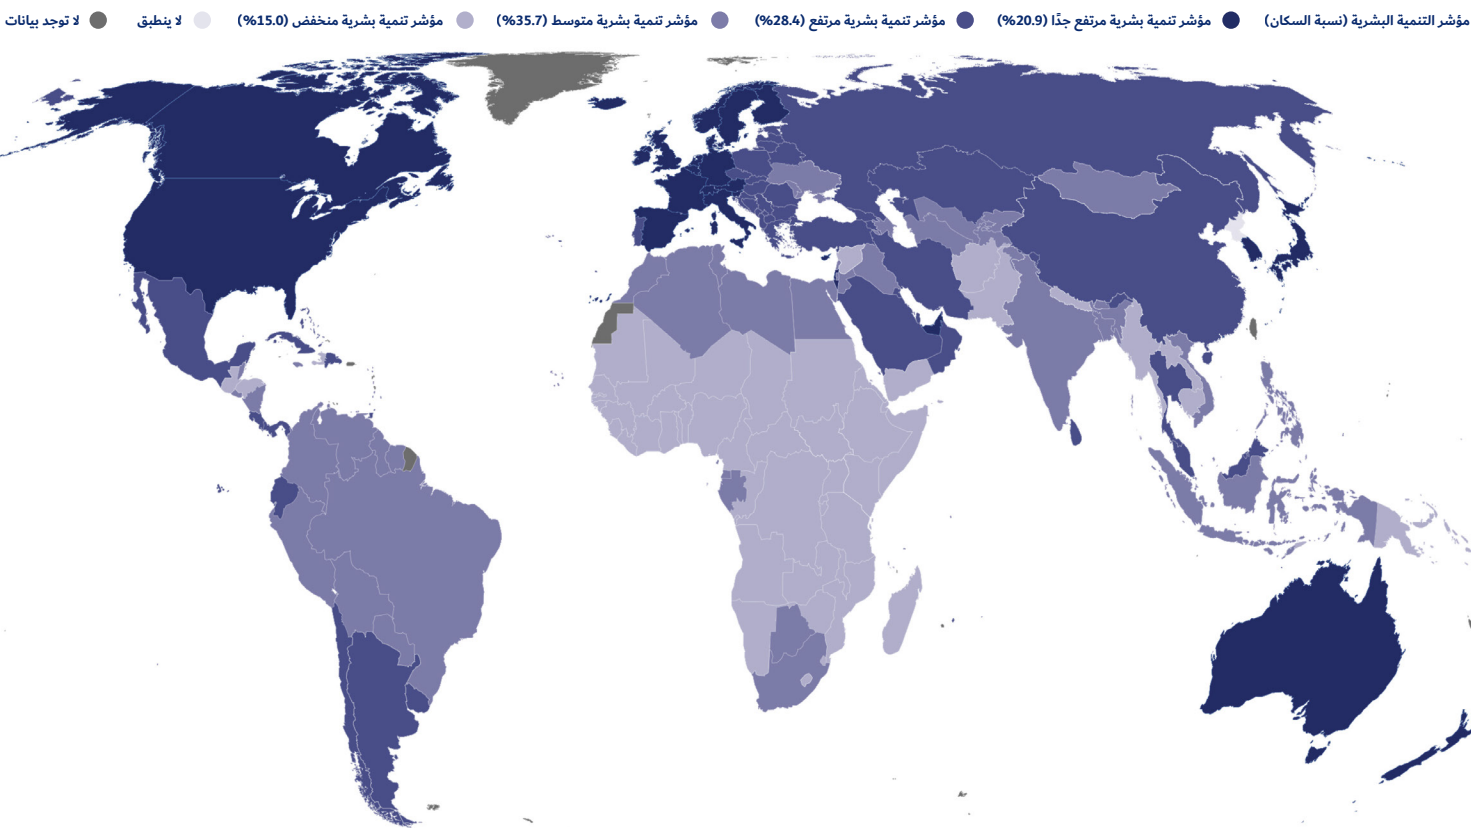 مؤشر التنمية البشرية (نسبة السكان) مؤشر تنمية بشرية مرتفع جدًا (20.9%) مؤشر تنمية بشرية مرتفع (28.4%) مؤشر تنمية بشرية متوسط (35.7%) مؤشر تنمية بشرية منخفض (15.0%) لا ينطبق لا توجد بيانات